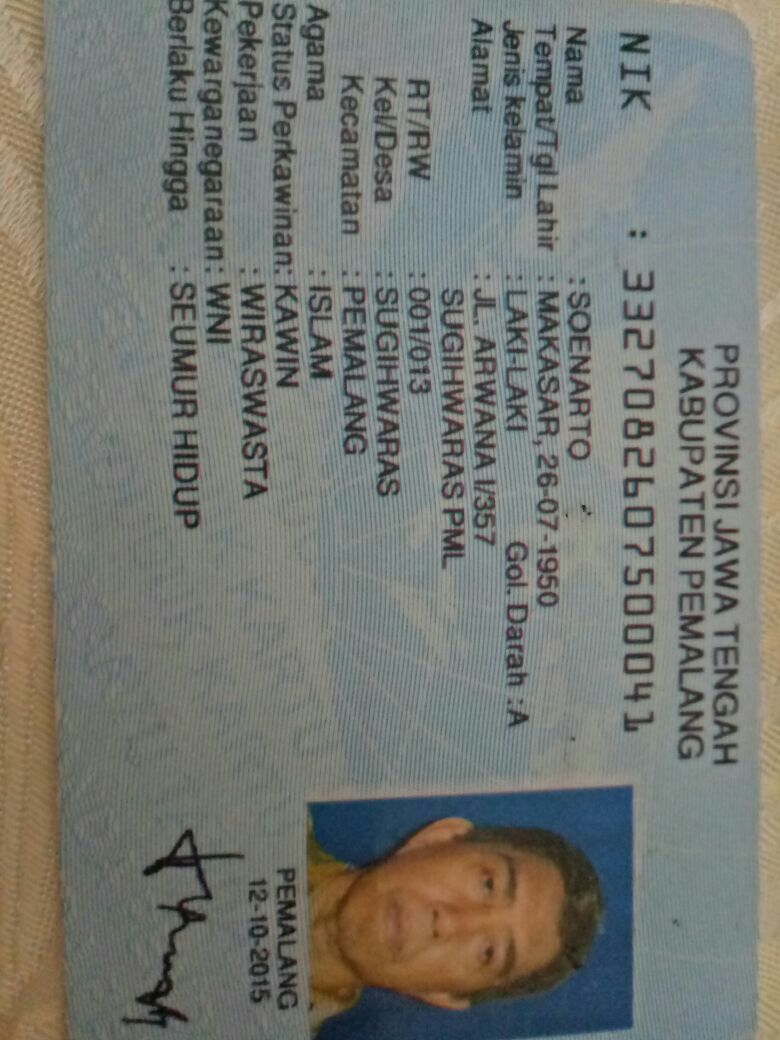 PROVINSI JAWA TENGAH
KABUPATEN PEMALANG
NIK : 3327082607500041
Nama : SOENARTO
Tempat/Tgl Lahir : MAKASAR, 26-07-1950
Jenis kelamin : LAKI-LAKI Gol. Darah : A
Alamat : JL. ARWANA I/357
SUGIHWARAS PML
RT/RW : 001/013
Kel/Desa : SUGIHWARAS
Kecamatan : PEMALANG
Agama : ISLAM
Status Perkawinan: KAWIN
Pekerjaan : WIRASWASTA
Kewarganegaraan: WNI
Berlaku Hingga : SEUMUR HIDUP
PEMALANG
12-10-2015